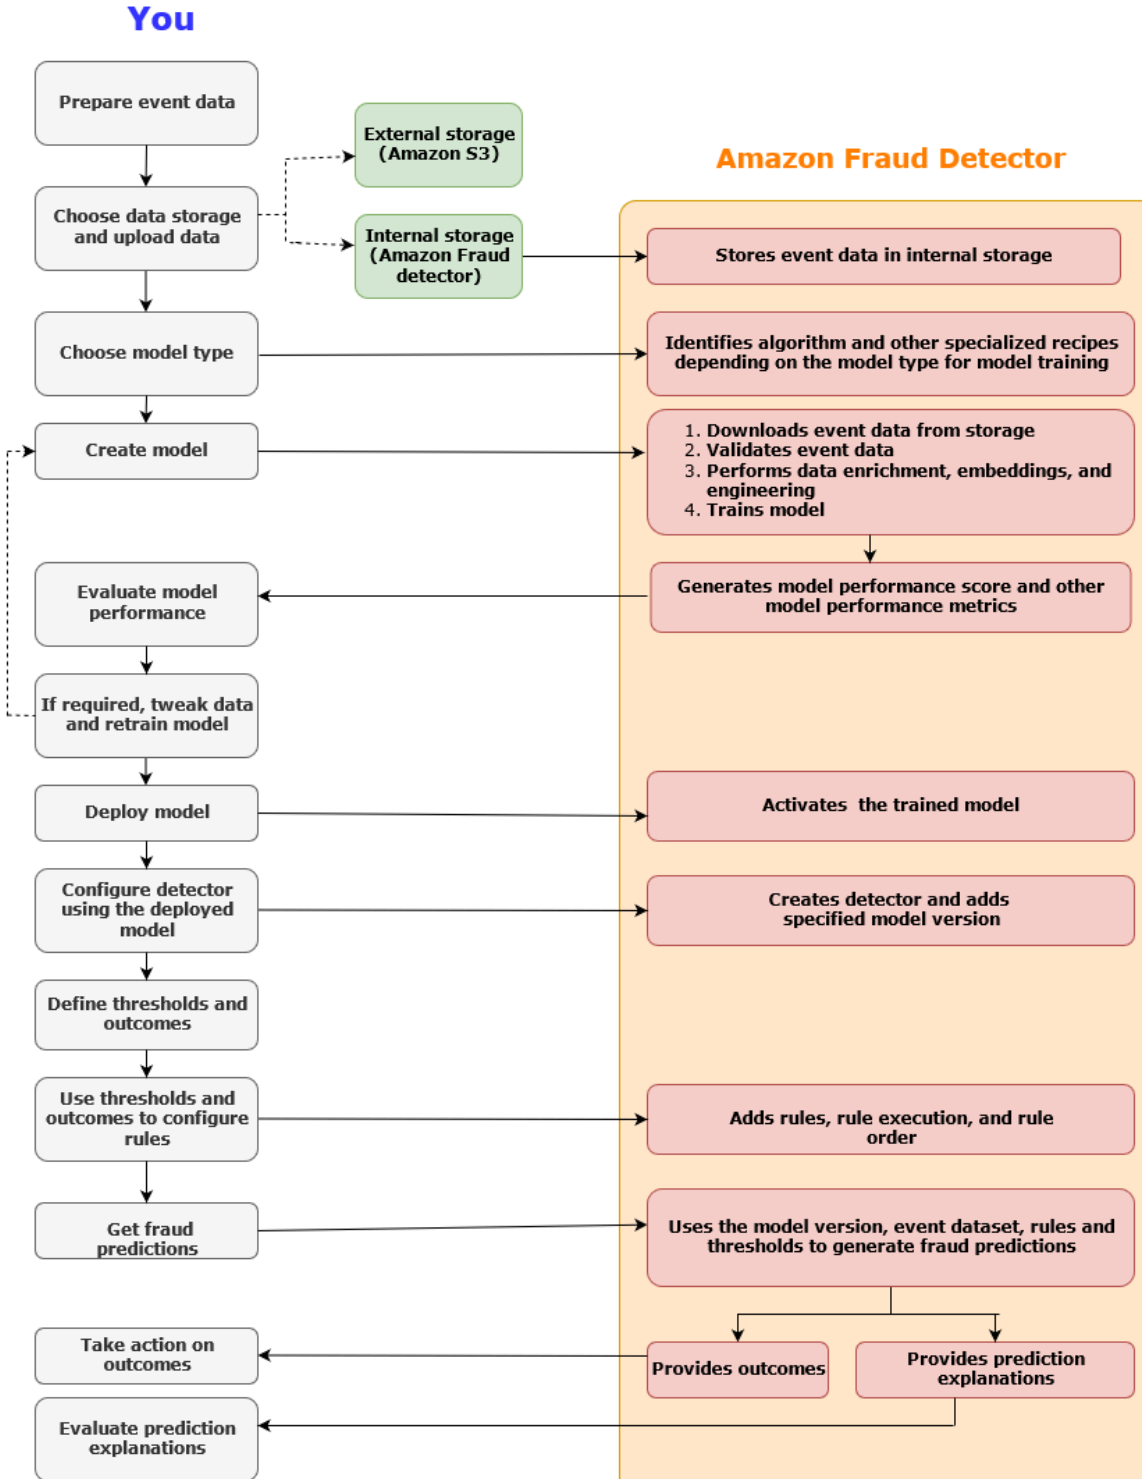 You
Prepare event data
External storage
(Amazon S3)
Amazon Fraud Detector
Choose data storage
and upload data
Internal storage
(Amazon Fraud
detector)
Stores event data in internal storage
Choose model type
Identifies algorithm and other specialized recipes
depending on the model type for model training
Create model
1. Downloads event data from storage
2. Validates event data
3. Performs data enrichment, embeddings, and
engineering
4. Trains model
Evaluate model
performance
Generates model performance score and other
model performance metrics
If required, tweak data
and retrain model
Deploy model
Activates the trained model
Configure detector
using the deployed
model
Creates detector and adds
specified model version
Define thresholds and
outcomes
Use thresholds and
outcomes to configure
rules
Adds rules, rule execution, and rule
order
Get fraud
predictions
Uses the model version, event dataset, rules and
thresholds to generate fraud predictions
Take action on
outcomes
Provides outcomes
Provides prediction
explanations
Evaluate prediction
explanations